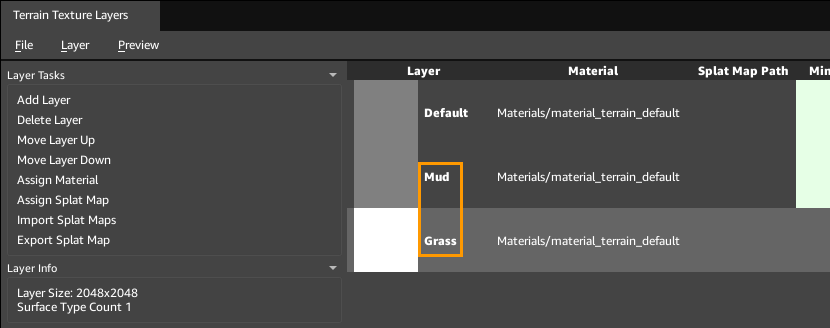 Terrain Texture Layers
File Layer Preview
Layer Tasks
Add Layer
Delete Layer
Move Layer Up
Move Layer Down
Assign Material
Assign Splat Map
Import Splat Maps
Export Splat Map
Layer Info
Layer Size: 2048x2048
Surface Type Count 1
Layer Material Splat Map Path Min
Default Materials/material_terrain_default
Mud Materials/material_terrain_default
Grass Materials/material_terrain_default